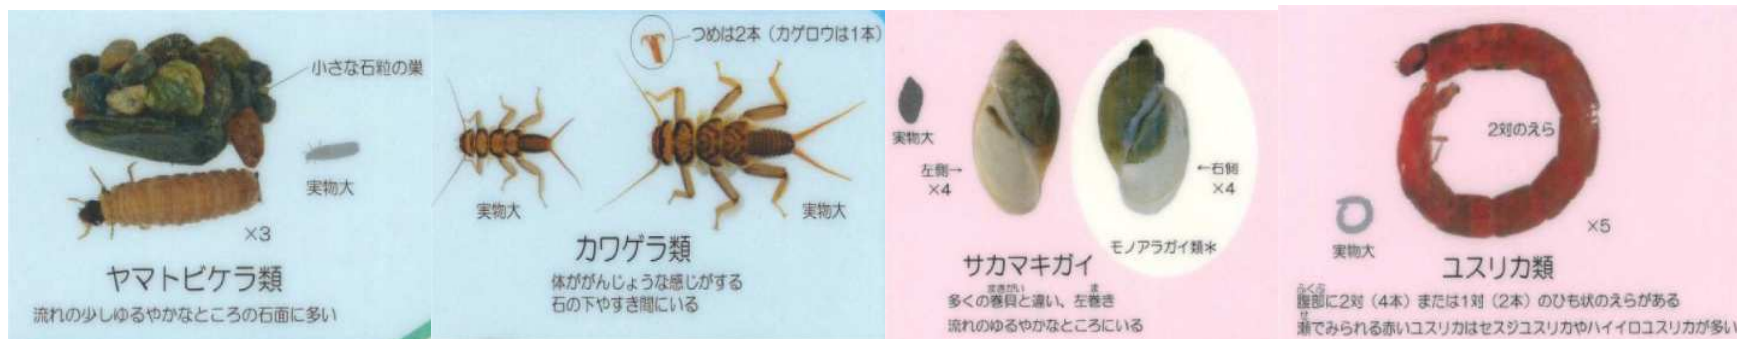 小さな石粒の巣
実物大
×3
ヤマトビケラ類
流れの少しゆるやかなところの石面に多い
つめは2本（カゲロウは1本）
実物大
実物大
カワゲラ類
体ががんじょうな感じがする
石の下やすき間にいる
実物大
左側→
×4
←右側
×4
モノアラガイ類＊
サカマキガイ
まきがい
ま
多くの巻貝と違い、左巻き
流れのゆるやかなところにいる
2対のえら
実物大
×5
ユスリカ類
ふくぶ
腹部に2対（4本）または1対（2本）のひも状のえらがある
せ
瀬でみられる赤いユスリカはセスジユスリカやハイイロユスリカが多い